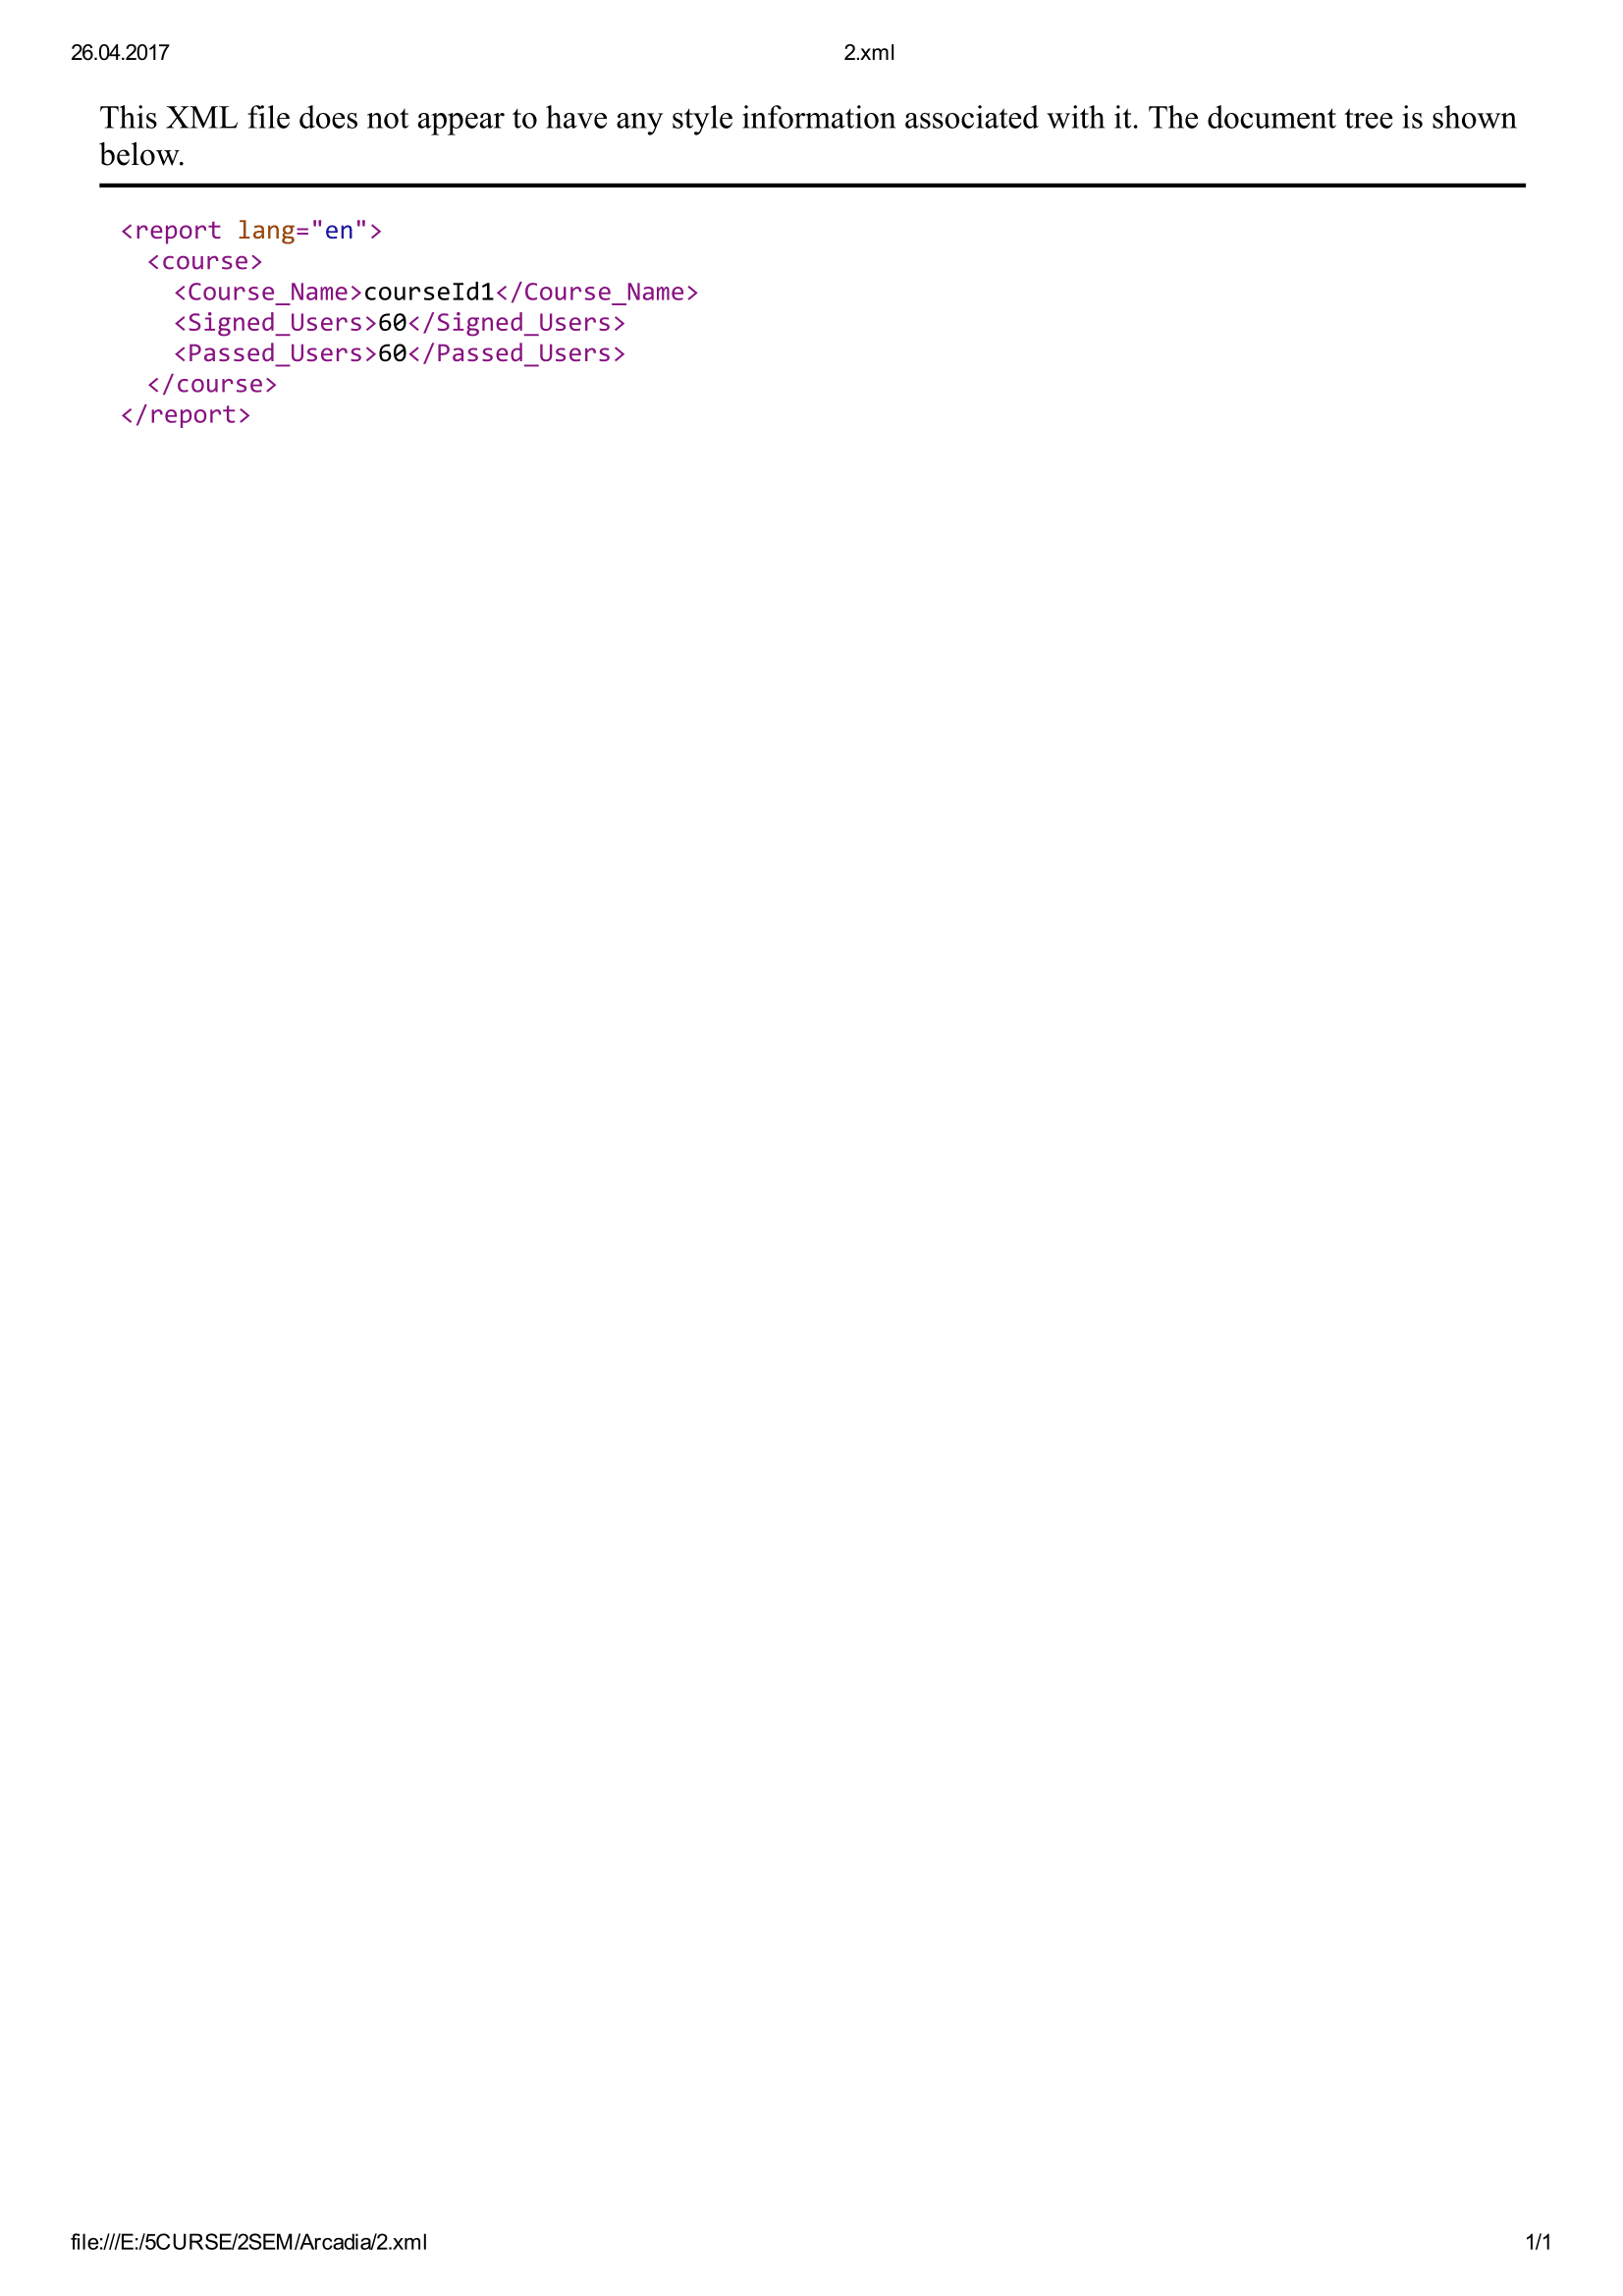 26.04.2017 2.xml
This XML file does not appear to have any style information associated with it. The document tree is shown
below.
<report lang="en">
<course>
<Course_Name>courseId1</Course_Name>
<Signed_Users>60</Signed_Users>
<Passed_Users>60</Passed_Users>
</course>
</report>
file:///E:/5CURSE/2SEM/Arcadia/2.xml 1/1